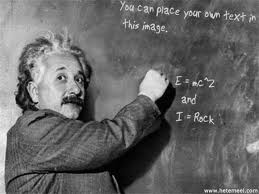 You can place your own text in
this image.
E = mc^2
and
I = Rock
www.hetemeel.com